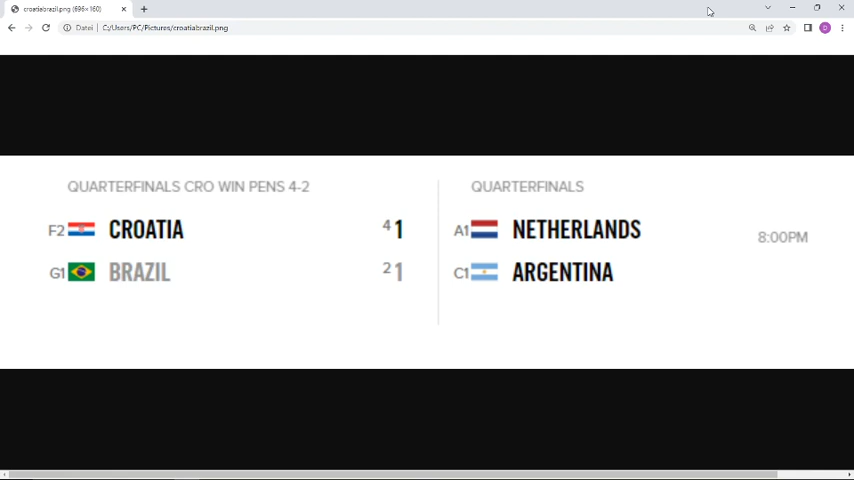 croatiabrazil.png (696×160)
Datei | C:/Users/PC/Pictures/croatiabrazil.png
D
QUARTERFINALS CRO WIN PENS 4-2
F2 CROATIA 4 1
G1 BRAZIL 2 1
QUARTERFINALS
A1 NETHERLANDS
8:00PM
C1 ARGENTINA